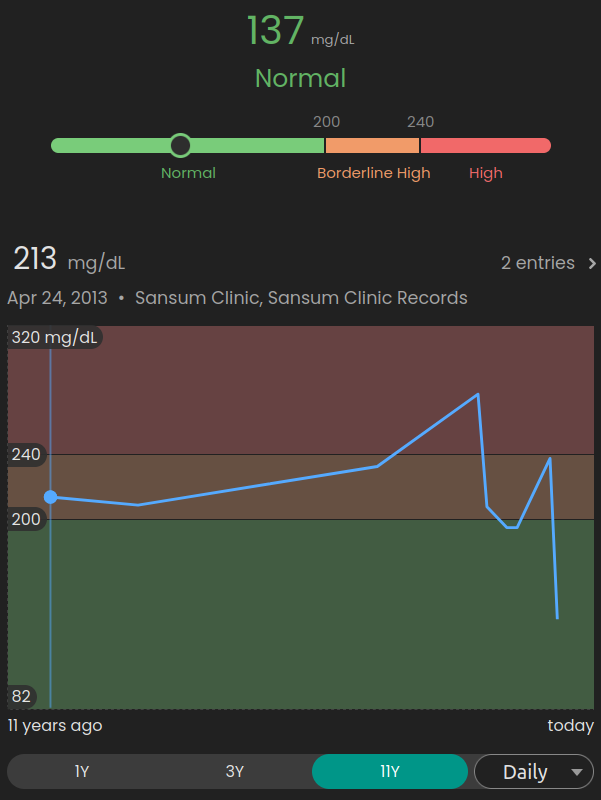 137 mg/dL
Normal
200 240
Normal Borderline High High
213 mg/dL 2 entries >
Apr 24, 2013 • Sansum Clinic, Sansum Clinic Records
320 mg/dL
240
200
82
11 years ago today
1Y 3Y 11Y Daily